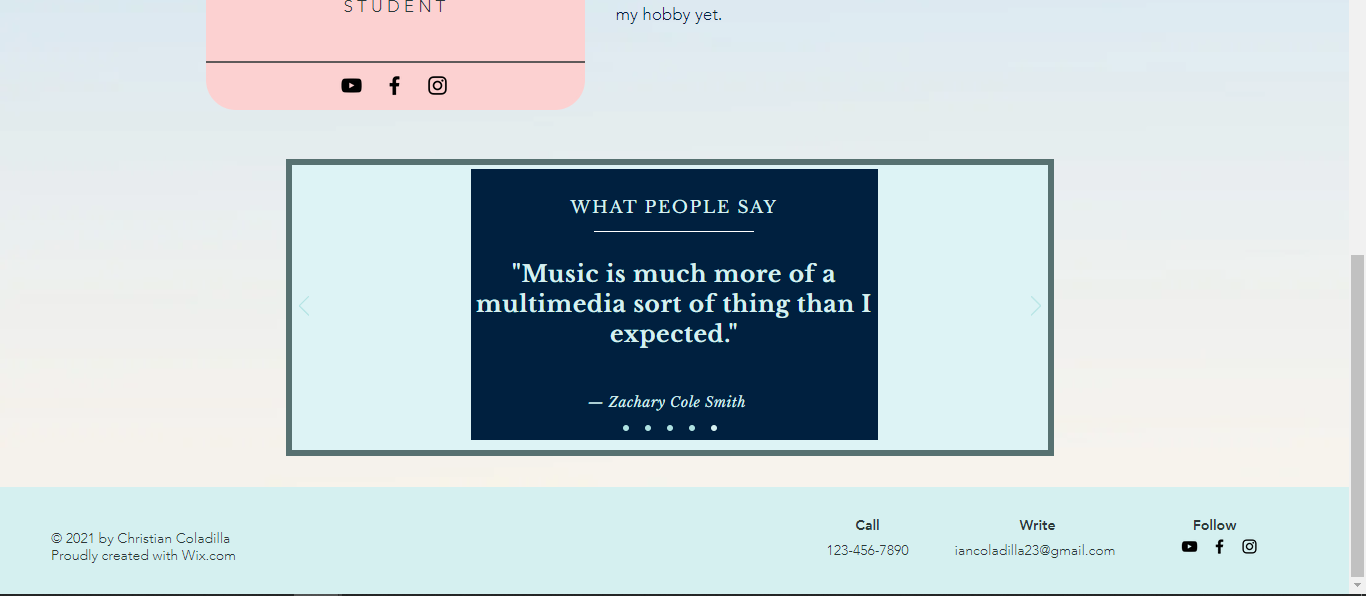 STUDENT
my hobby yet.
WHAT PEOPLE SAY
"Music is much more of a
multimedia sort of thing than I
expected."
— Zachary Cole Smith
© 2021 by Christian Coladilla
Proudly created with Wix.com
Call
123-456-7890
Write
iancoladilla23@gmail.com
Follow